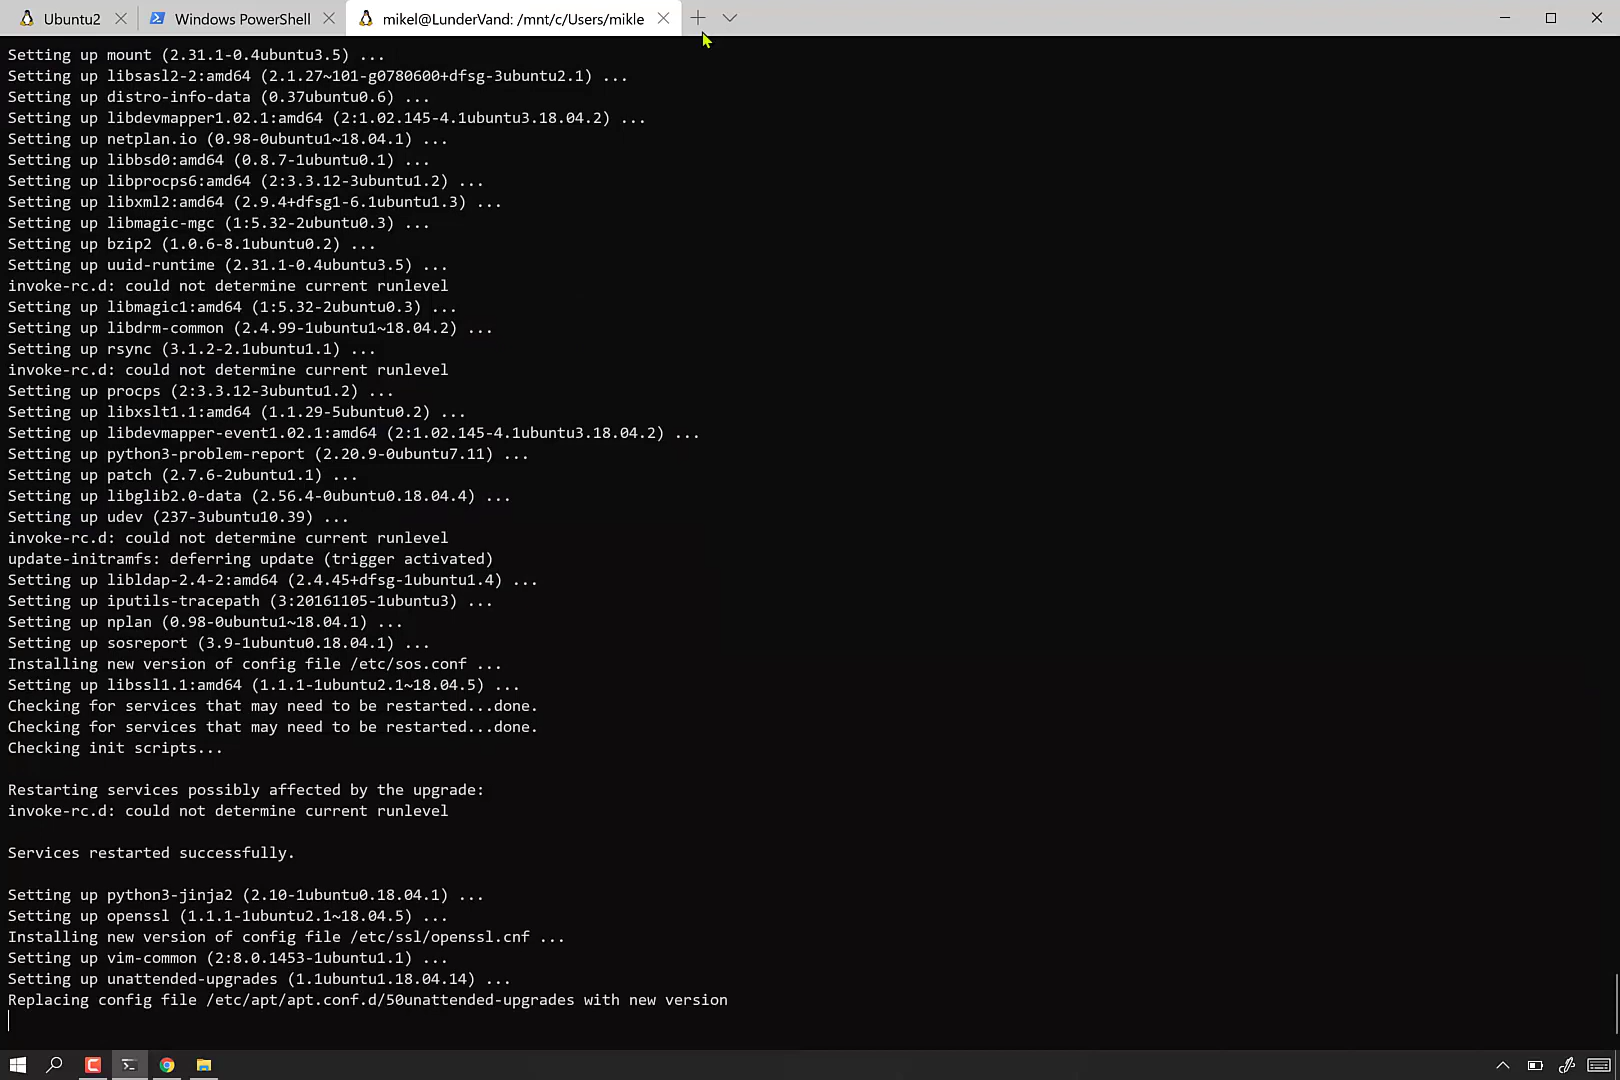 Ubuntu2
Windows PowerShell
mikel@LunderVand: /mnt/c/Users/mikle
Setting up mount (2.31.1-0.4ubuntu3.5) ...
Setting up libsasl2-2:amd64 (2.1.27~101-g0780600+dfsg-3ubuntu2.1) ...
Setting up distro-info-data (0.37ubuntu0.6) ...
Setting up libdevmapper1.02.1:amd64 (2:1.02.145-4.1ubuntu3.18.04.2) ...
Setting up netplan.io (0.98-0ubuntu1~18.04.1) ...
Setting up libbsd0:amd64 (0.8.7-1ubuntu0.1) ...
Setting up libprocps6:amd64 (2:3.3.12-3ubuntu1.2) ...
Setting up libxml2:amd64 (2.9.4+dfsg1-6.1ubuntu1.3) ...
Setting up libmagic-mgc (1:5.32-2ubuntu0.3) ...
Setting up bzip2 (1.0.6-8.1ubuntu0.2) ...
Setting up uuid-runtime (2.31.1-0.4ubuntu3.5) ...
invoke-rc.d: could not determine current runlevel
Setting up libmagic1:amd64 (1:5.32-2ubuntu0.3) ...
Setting up libdrm-common (2.4.99-1ubuntu1~18.04.2) ...
Setting up rsync (3.1.2-2.1ubuntu1.1) ...
invoke-rc.d: could not determine current runlevel
Setting up procps (2:3.3.12-3ubuntu1.2) ...
Setting up libxslt1.1:amd64 (1.1.29-5ubuntu0.2) ...
Setting up libdevmapper-event1.02.1:amd64 (2:1.02.145-4.1ubuntu3.18.04.2) ...
Setting up python3-problem-report (2.20.9-0ubuntu7.11) ...
Setting up patch (2.7.6-2ubuntu1.1) ...
Setting up libglib2.0-data (2.56.4-0ubuntu0.18.04.4) ...
Setting up udev (237-3ubuntu10.39) ...
invoke-rc.d: could not determine current runlevel
update-initramfs: deferring update (trigger activated)
Setting up libldap-2.4-2:amd64 (2.4.45+dfsg-1ubuntu1.4) ...
Setting up iputils-tracepath (3:20161105-1ubuntu3) ...
Setting up nplan (0.98-0ubuntu1~18.04.1) ...
Setting up sosreport (3.9-1ubuntu0.18.04.1) ...
Installing new version of config file /etc/sos.conf ...
Setting up libssl1.1:amd64 (1.1.1-1ubuntu2.1~18.04.5) ...
Checking for services that may need to be restarted...done.
Checking for services that may need to be restarted...done.
Checking init scripts...
Restarting services possibly affected by the upgrade:
invoke-rc.d: could not determine current runlevel
Services restarted successfully.
Setting up python3-jinja2 (2.10-1ubuntu0.18.04.1) ...
Setting up openssl (1.1.1-1ubuntu2.1~18.04.5) ...
Installing new version of config file /etc/ssl/openssl.cnf ...
Setting up vim-common (2:8.0.1453-1ubuntu1.1) ...
Setting up unattended-upgrades (1.1ubuntu1.18.04.14) ...
Replacing config file /etc/apt/apt.conf.d/50unattended-upgrades with new version